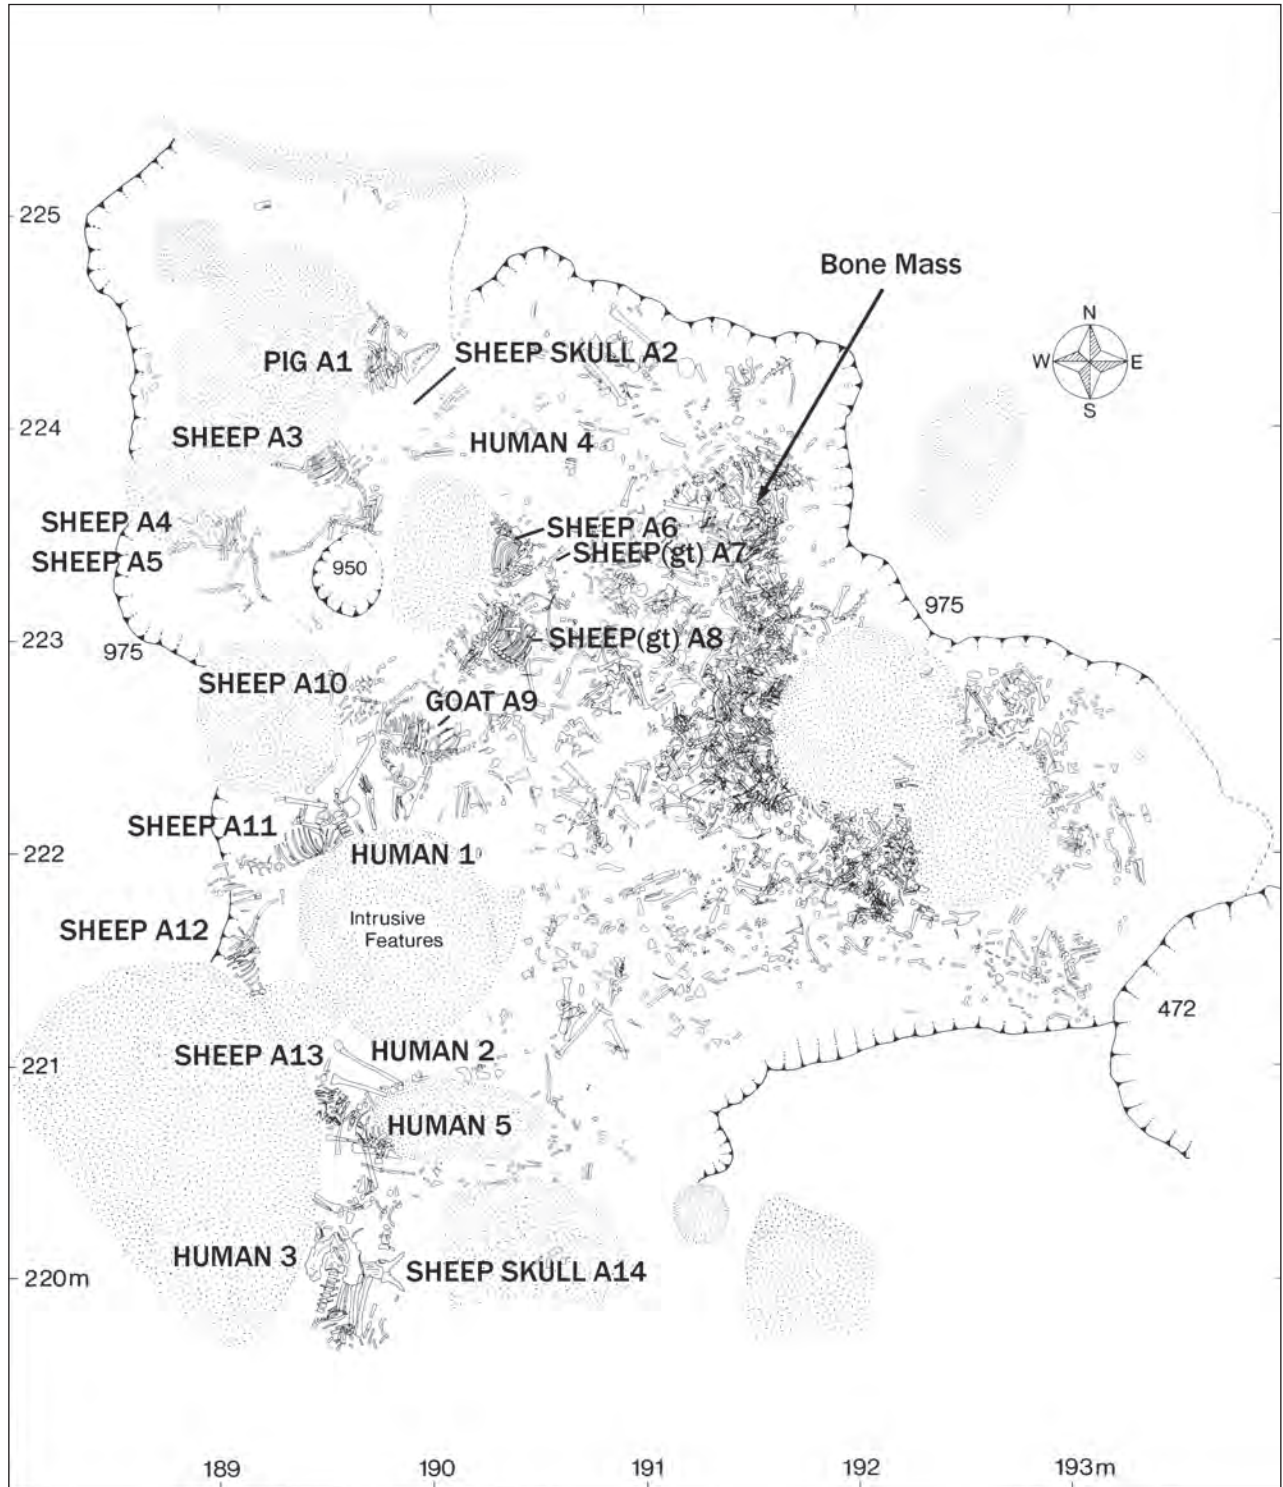 225
Bone Mass
N
W E
S
PIG A1
SHEEP SKULL A2
224
SHEEP A3
HUMAN 4
SHEEP A4
SHEEP A6
SHEEP(gt) A7
SHEEP A5
950
975
223
SHEEP(gt) A8
975
SHEEP A10
GOAT A9
SHEEP A11
222
HUMAN 1
Intrusive
Features
SHEEP A12
472
SHEEP A13
HUMAN 2
221
HUMAN 5
HUMAN 3
SHEEP SKULL A14
220m
189 190 191 192 193m